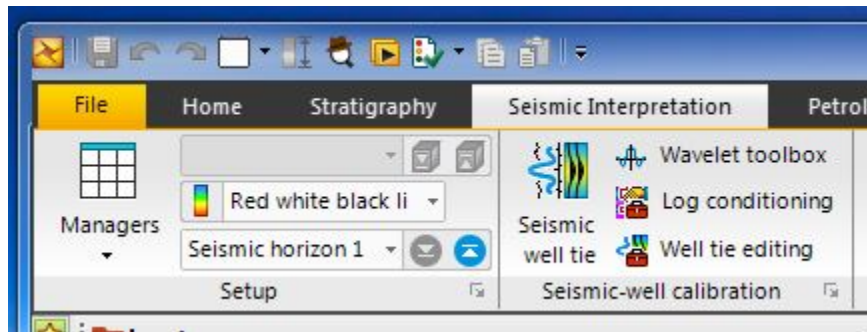 File Home Stratigraphy Seismic Interpretation
Managers
Red white black li
Seismic horizon 1
Setup
Seismic
well tie
Wavelet toolbox
Log conditioning
Well tie editing
Seismic-well calibration